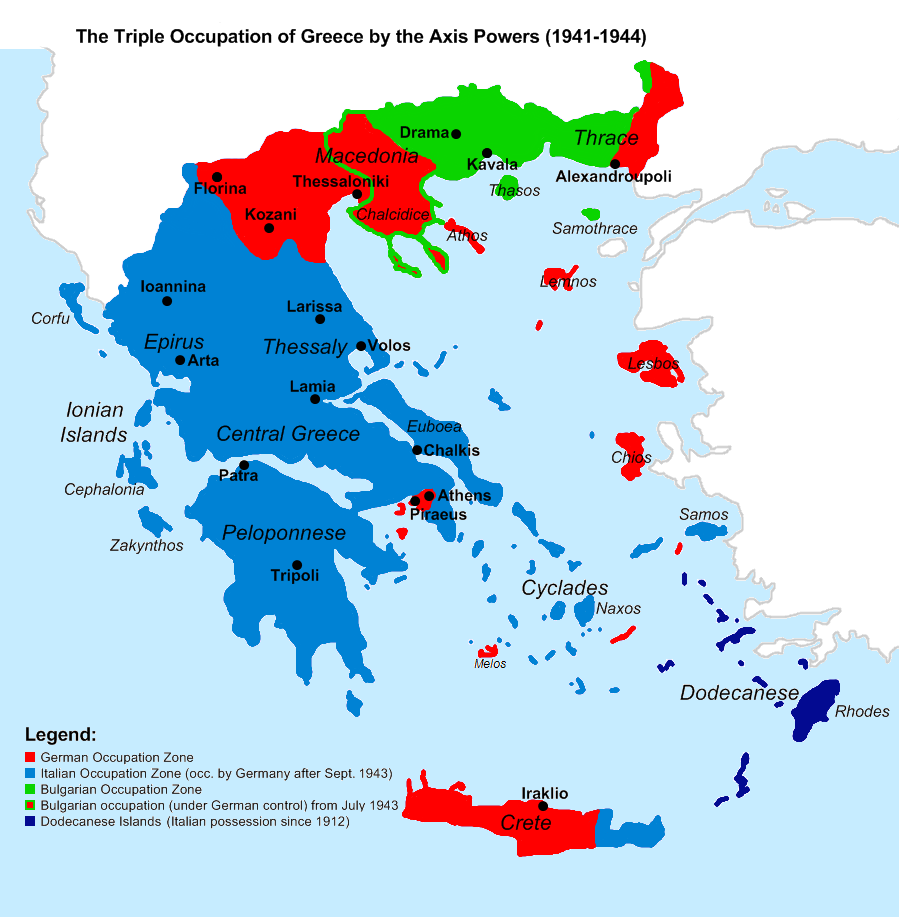 The Triple Occupation of Greece by the Axis Powers (1941-1944)
Drama
Thrace
Macedonia
Kavala
Alexandroupoli
Florina
Thessaloniki
Thasos
Kozani
Chalcidice
Samothrace
Athos
Lemnos
Ioannina
Larissa
Corfu
Epirus
Thessaly
Volos
Arta
Lesbos
Lamia
Ionian
Islands
Central Greece
Euboea
Chalkis
Chios
Patra
Cephalonia
Athens
Piraeus
Samos
Zakynthos
Peloponnese
Tripoli
Cyclades
Naxos
Melos
Dodecanese
Rhodes
Legend:
German Occupation Zone
Italian Occupation Zone (occ. by Germany after Sept. 1943)
Bulgarian Occupation Zone
Bulgarian occupation (under German control) from July 1943
Dodecanese Islands (Italian possession since 1912)
Iraklio
Crete